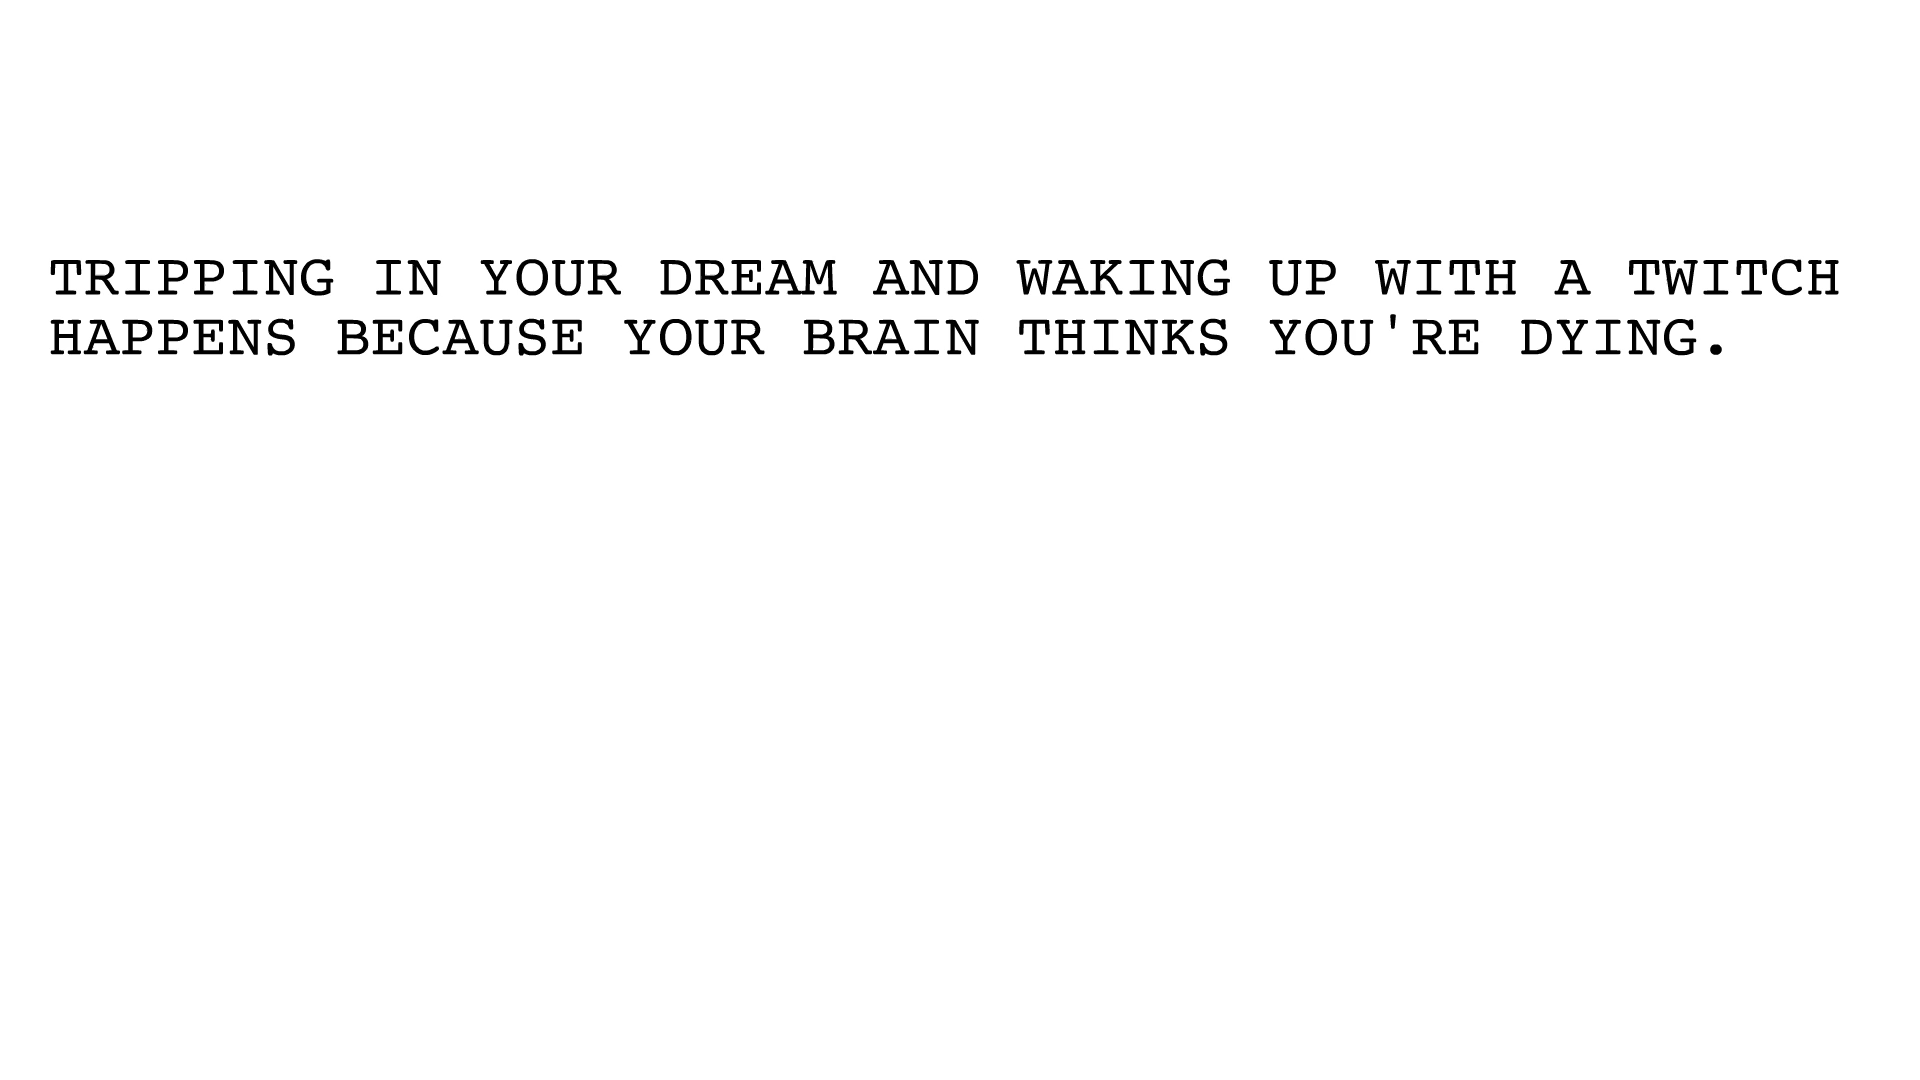 TRIPPING IN YOUR DREAM AND WAKING UP WITH A TWITCH
HAPPENS BECAUSE YOUR BRAIN THINKS YOU'RE DYING.